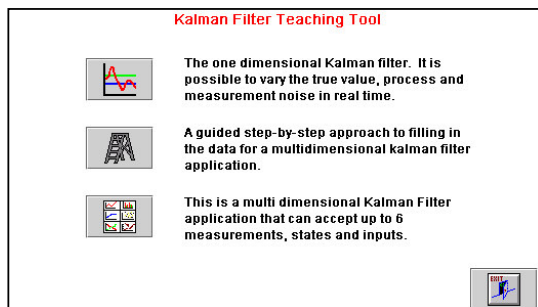 Kalman Filter Teaching Tool
The one dimensional Kalman filter. It is
possible to vary the true value, process and
measurement noise in real time.
A guided step-by-step approach to filling in
the data for a multidimensional kalman filter
application.
This is a multi dimensional Kalman Filter
application that can accept up to 6
measurements, states and inputs.
EXIT